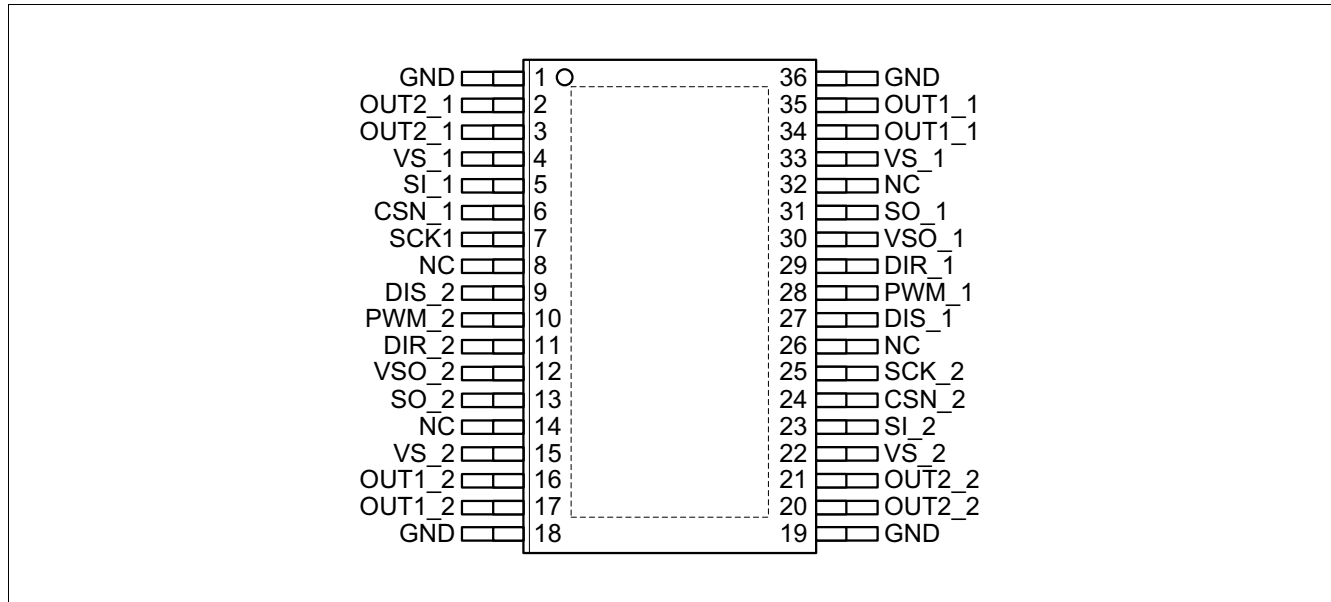 GND 1 36 GND
OUT2_1 2 35 OUT1_1
OUT2_1 3 34 OUT1_1
VS_1 4 33 VS_1
SI_1 5 32 NC
CSN_1 6 31 SO_1
SCK1 7 30 VSO_1
NC 8 29 DIR_1
DIS_2 9 28 PWM_1
PWM_2 10 27 DIS_1
DIR_2 11 26 NC
VSO_2 12 25 SCK_2
SO_2 13 24 CSN_2
NC 14 23 SI_2
VS_2 15 22 VS_2
OUT1_2 16 21 OUT2_2
OUT1_2 17 20 OUT2_2
GND 18 19 GND